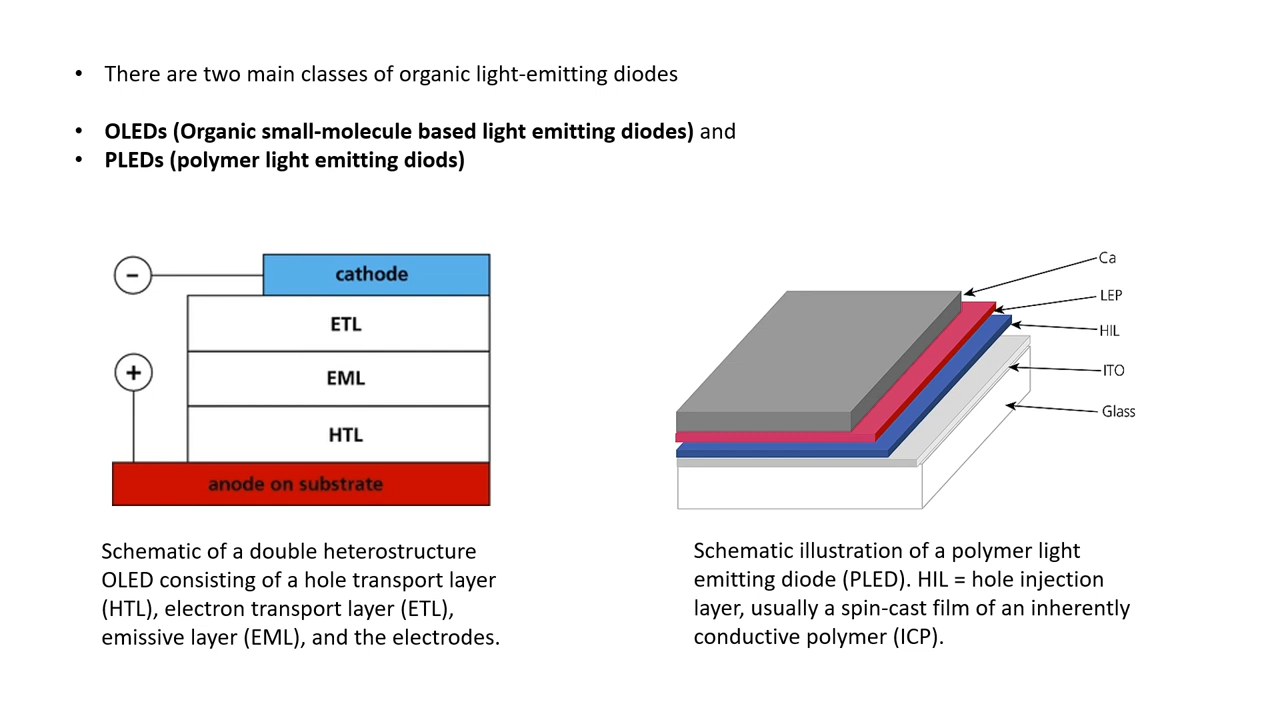 • There are two main classes of organic light-emitting diodes
• OLEDs (Organic small-molecule based light emitting diodes) and
• PLEDs (polymer light emitting diods)
−
cathode
ETL
+
EML
HTL
anode on substrate
Schematic of a double heterostructure
OLED consisting of a hole transport layer
(HTL), electron transport layer (ETL),
emissive layer (EML), and the electrodes.
Ca
LEP
HIL
ITO
Glass
Schematic illustration of a polymer light
emitting diode (PLED). HIL = hole injection
layer, usually a spin-cast film of an inherently
conductive polymer (ICP).